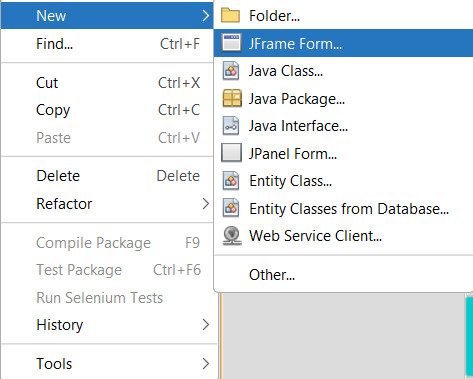 New
Find... Ctrl+F
Cut Ctrl+X
Copy Ctrl+C
Paste Ctrl+V
Delete Delete
Refactor
Compile Package F9
Test Package Ctrl+F6
Run Selenium Tests
History
Tools
Folder...
JFrame Form...
Java Class...
Java Package...
Java Interface...
JPanel Form...
Entity Class...
Entity Classes from Database...
Web Service Client...
Other...